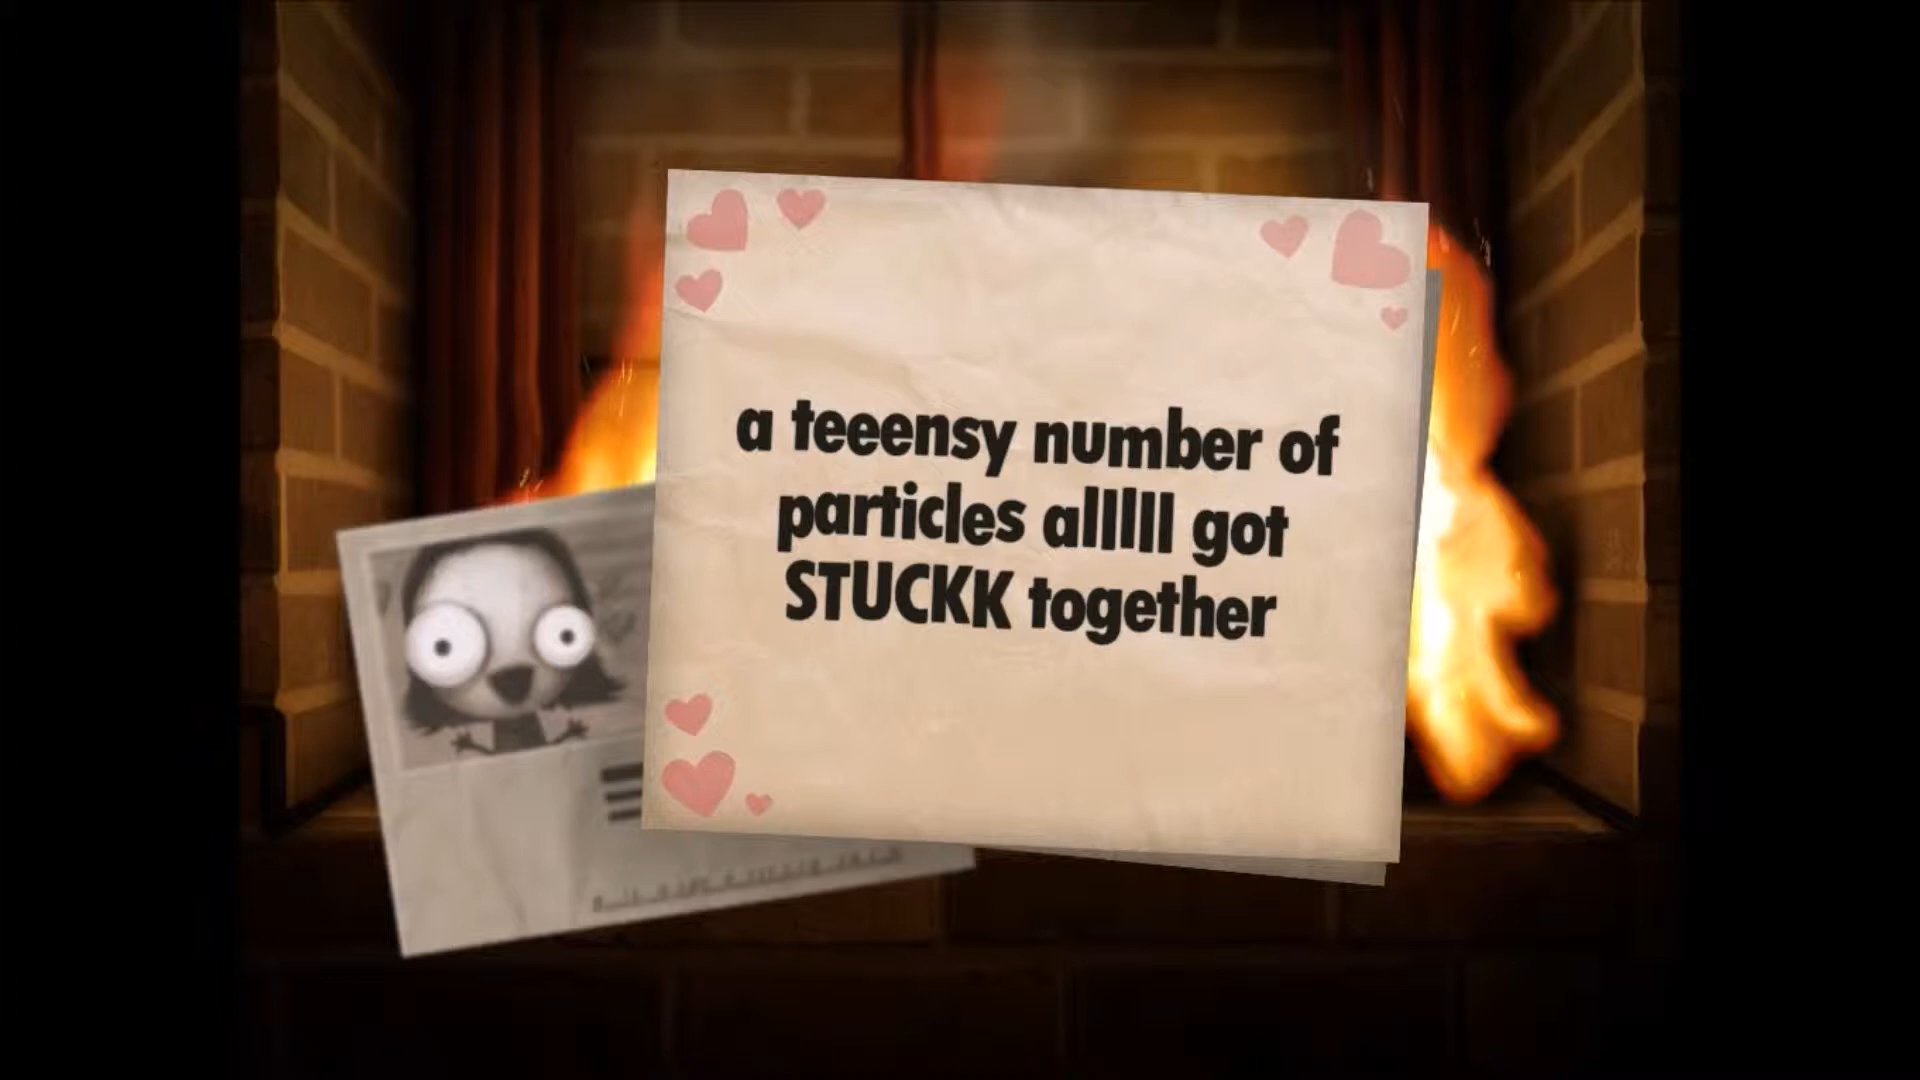 a teeensy number of
particles alllll got
STUCKK together